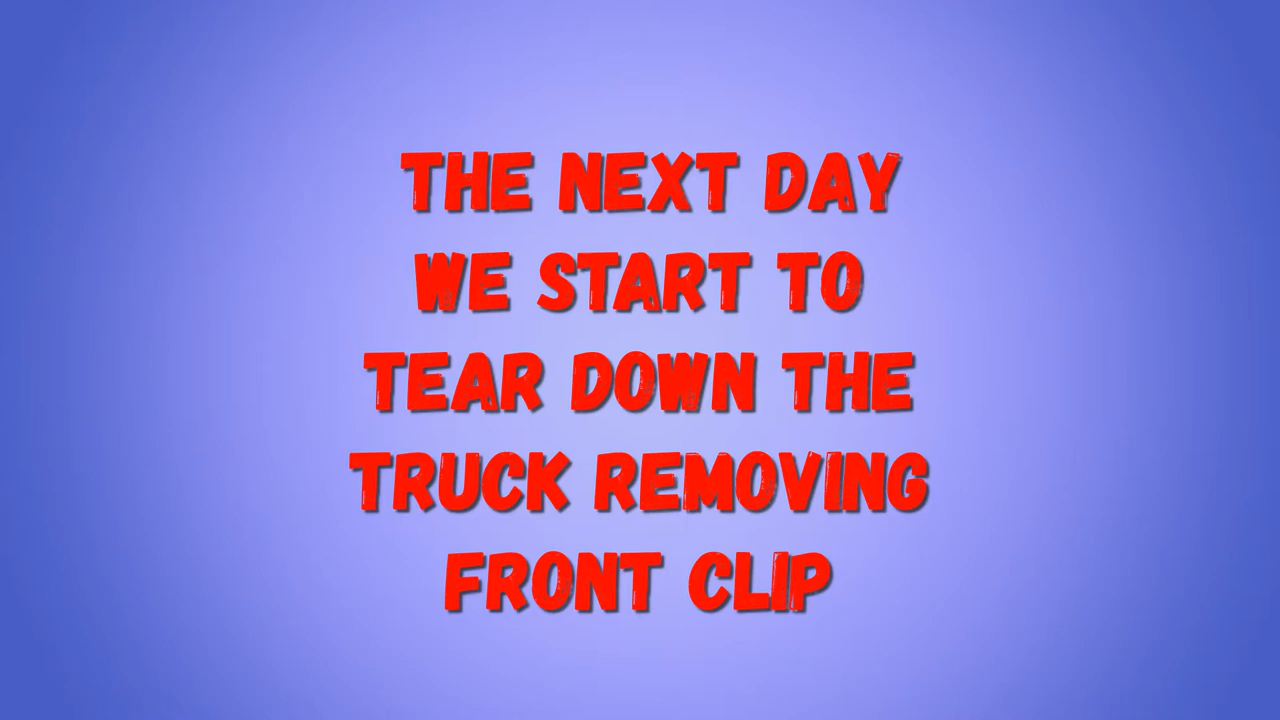 THE NEXT DAY
WE START TO
TEAR DOWN THE
TRUCK REMOVING
FRONT CLIP